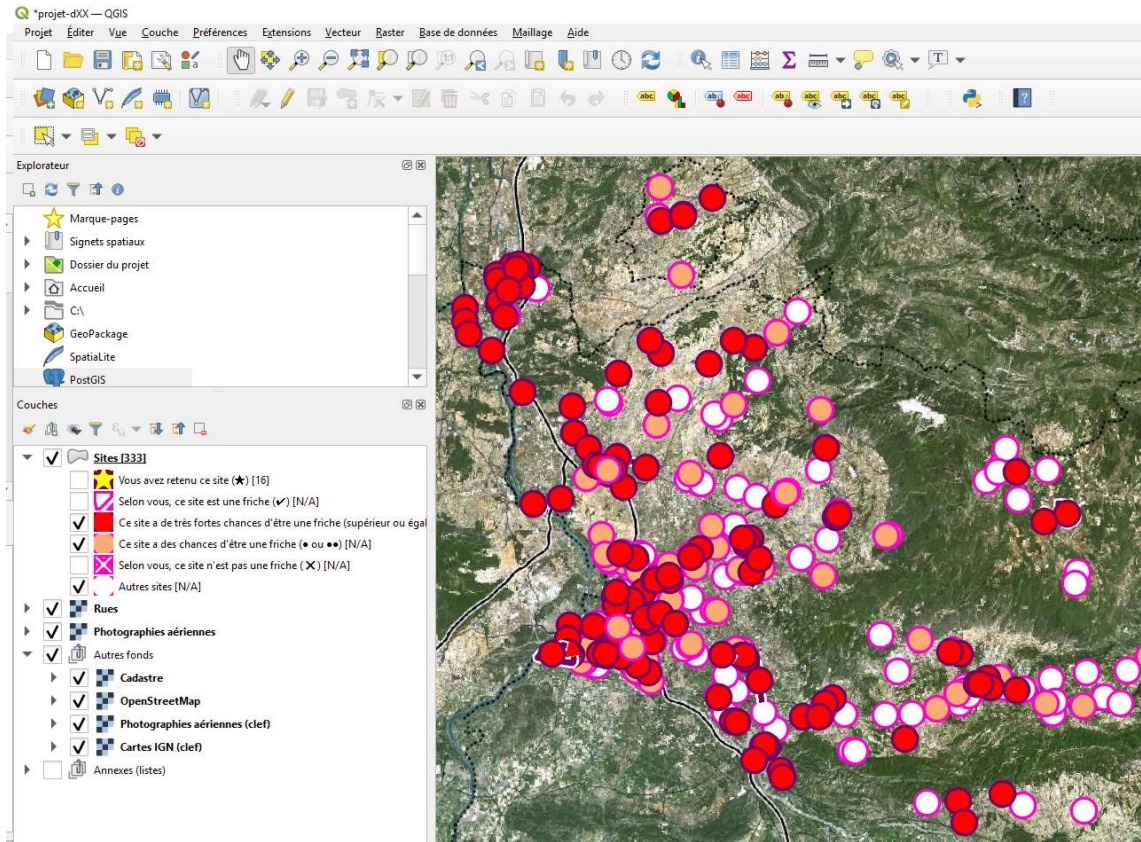 *projet-dXX — QGIS
Projet Éditer Vue Couche Préférences Extensions Vecteur Raster Base de données Maillage Aide
Explorateur
Marque-pages
Signets spatiaux
Dossier du projet
Accueil
C:\
GeoPackage
SpatiaLite
PostGIS
Couches
Sites [333]
Vous avez retenu ce site (★) [16]
Selon vous, ce site est une friche (✔) [N/A]
Ce site a de très fortes chances d'être une friche (supérieur ou égal
Ce site a des chances d'être une friche (● ou ●●) [N/A]
Selon vous, ce site n'est pas une friche (✕) [N/A]
Autres sites [N/A]
Rues
Photographies aériennes
Autres fonds
Cadastre
OpenStreetMap
Photographies aériennes (clef)
Cartes IGN (clef)
Annexes (listes)